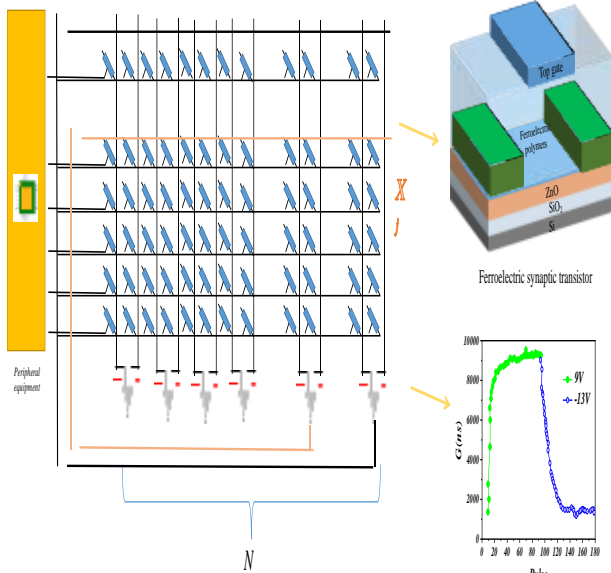 Peripheral
equipment
X
j
N
Top gate
Ferroelectric
polymers
ZnO
SiO2
Si
Ferroelectric synaptic transistor
G(ns)
10000
8000
6000
4000
2000
0
9V
-13V
0 20 40 60 80 100 120 140 160 180